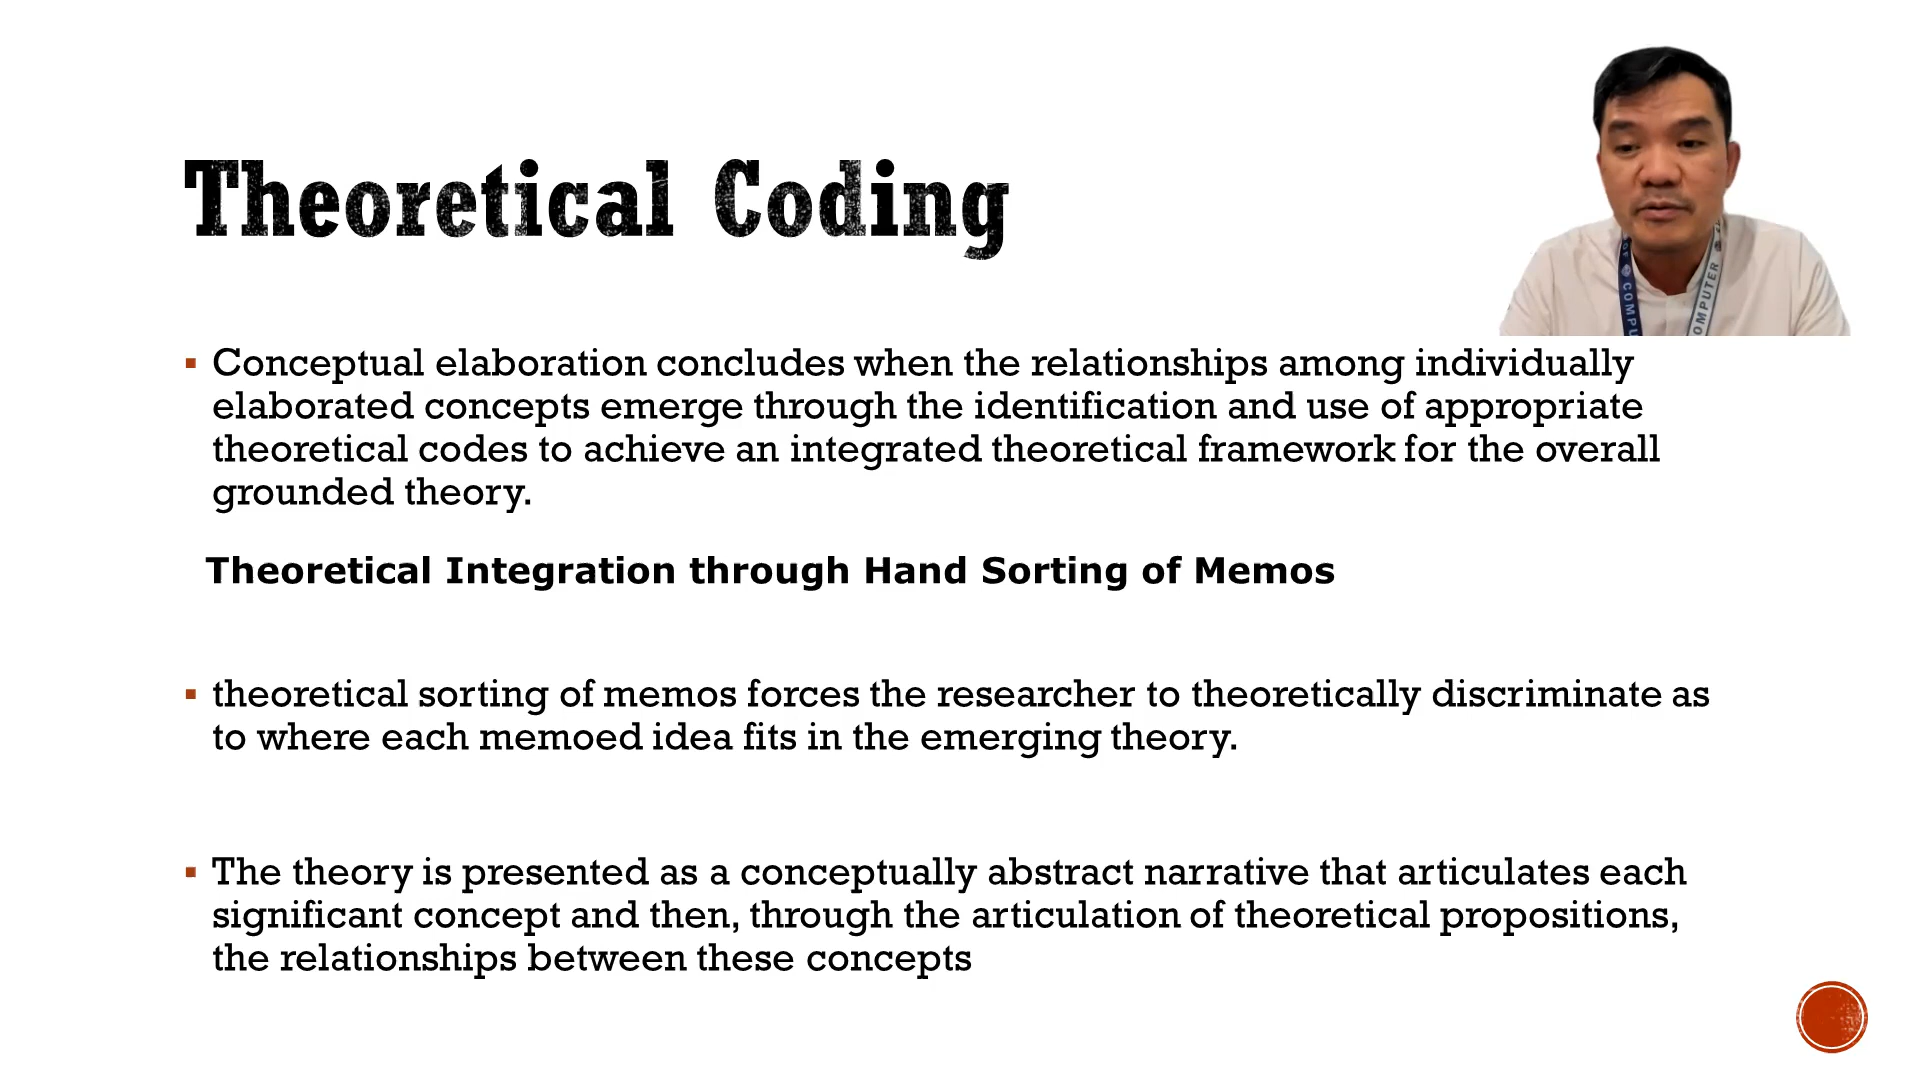 Theoretical Coding
Conceptual elaboration concludes when the relationships among individually
elaborated concepts emerge through the identification and use of appropriate
theoretical codes to achieve an integrated theoretical framework for the overall
grounded theory.
Theoretical Integration through Hand Sorting of Memos
theoretical sorting of memos forces the researcher to theoretically discriminate as
to where each memoed idea fits in the emerging theory.
The theory is presented as a conceptually abstract narrative that articulates each
significant concept and then, through the articulation of theoretical propositions,
the relationships between these concepts